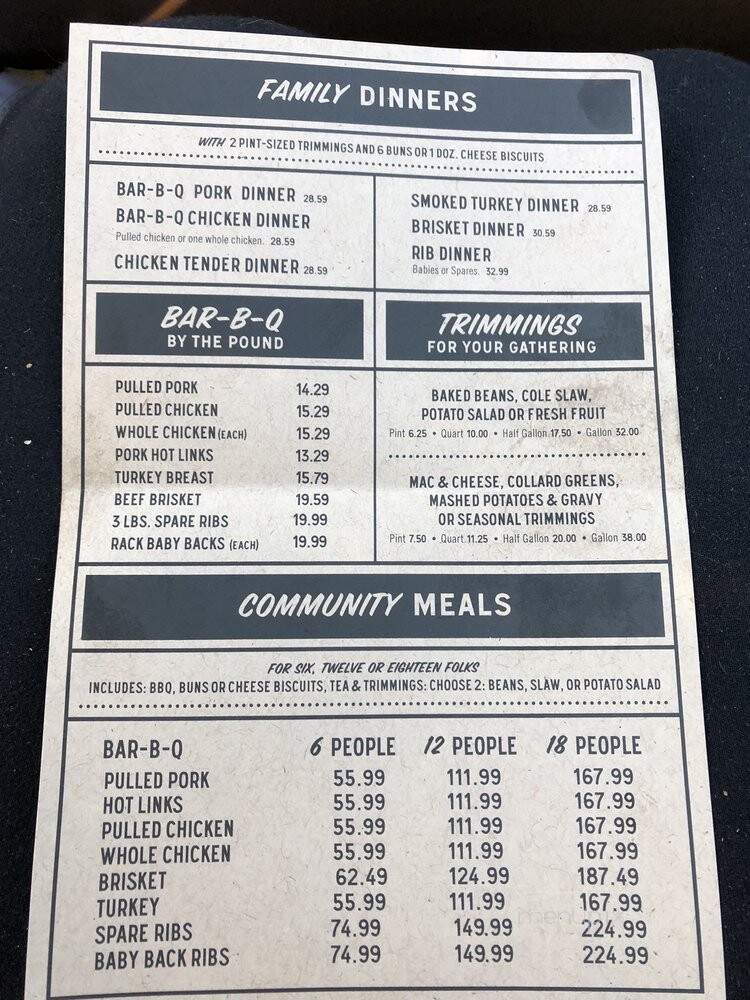 FAMILY DINNERS
WITH 2 PINT-SIZED TRIMMINGS AND 6 BUNS OR 1 DOZ. CHEESE BISCUITS
BAR-B-Q PORK DINNER 28.59
BAR-B-Q CHICKEN DINNER
Pulled chicken or one whole chicken. 28.59
CHICKEN TENDER DINNER 28.59
SMOKED TURKEY DINNER 28.59
BRISKET DINNER 30.59
RIB DINNER
Babies or Spares. 32.99
BAR-B-Q
BY THE POUND
PULLED PORK 14.29
PULLED CHICKEN 15.29
WHOLE CHICKEN (EACH) 15.29
PORK HOT LINKS 13.29
TURKEY BREAST 15.79
BEEF BRISKET 19.59
3 LBS. SPARE RIBS 19.99
RACK BABY BACKS (EACH) 19.99
TRIMMINGS
FOR YOUR GATHERING
BAKED BEANS, COLE SLAW,
POTATO SALAD OR FRESH FRUIT
Pint 6.25 • Quart 10.00 • Half Gallon 17.50 • Gallon 32.00
MAC & CHEESE, COLLARD GREENS,
MASHED POTATOES & GRAVY
OR SEASONAL TRIMMINGS
Pint 7.50 • Quart 11.25 • Half Gallon 20.00 • Gallon 38.00
COMMUNITY MEALS
FOR SIX, TWELVE OR EIGHTEEN FOLKS
INCLUDES: BBQ, BUNS OR CHEESE BISCUITS, TEA & TRIMMINGS: CHOOSE 2: BEANS, SLAW, OR POTATO SALAD
BAR-B-Q 6 PEOPLE 12 PEOPLE 18 PEOPLE
PULLED PORK 55.99 111.99 167.99
HOT LINKS 55.99 111.99 167.99
PULLED CHICKEN 55.99 111.99 167.99
WHOLE CHICKEN 55.99 111.99 167.99
BRISKET 62.49 124.99 187.49
TURKEY 55.99 111.99 167.99
SPARE RIBS 74.99 149.99 224.99
BABY BACK RIBS 74.99 149.99 224.99